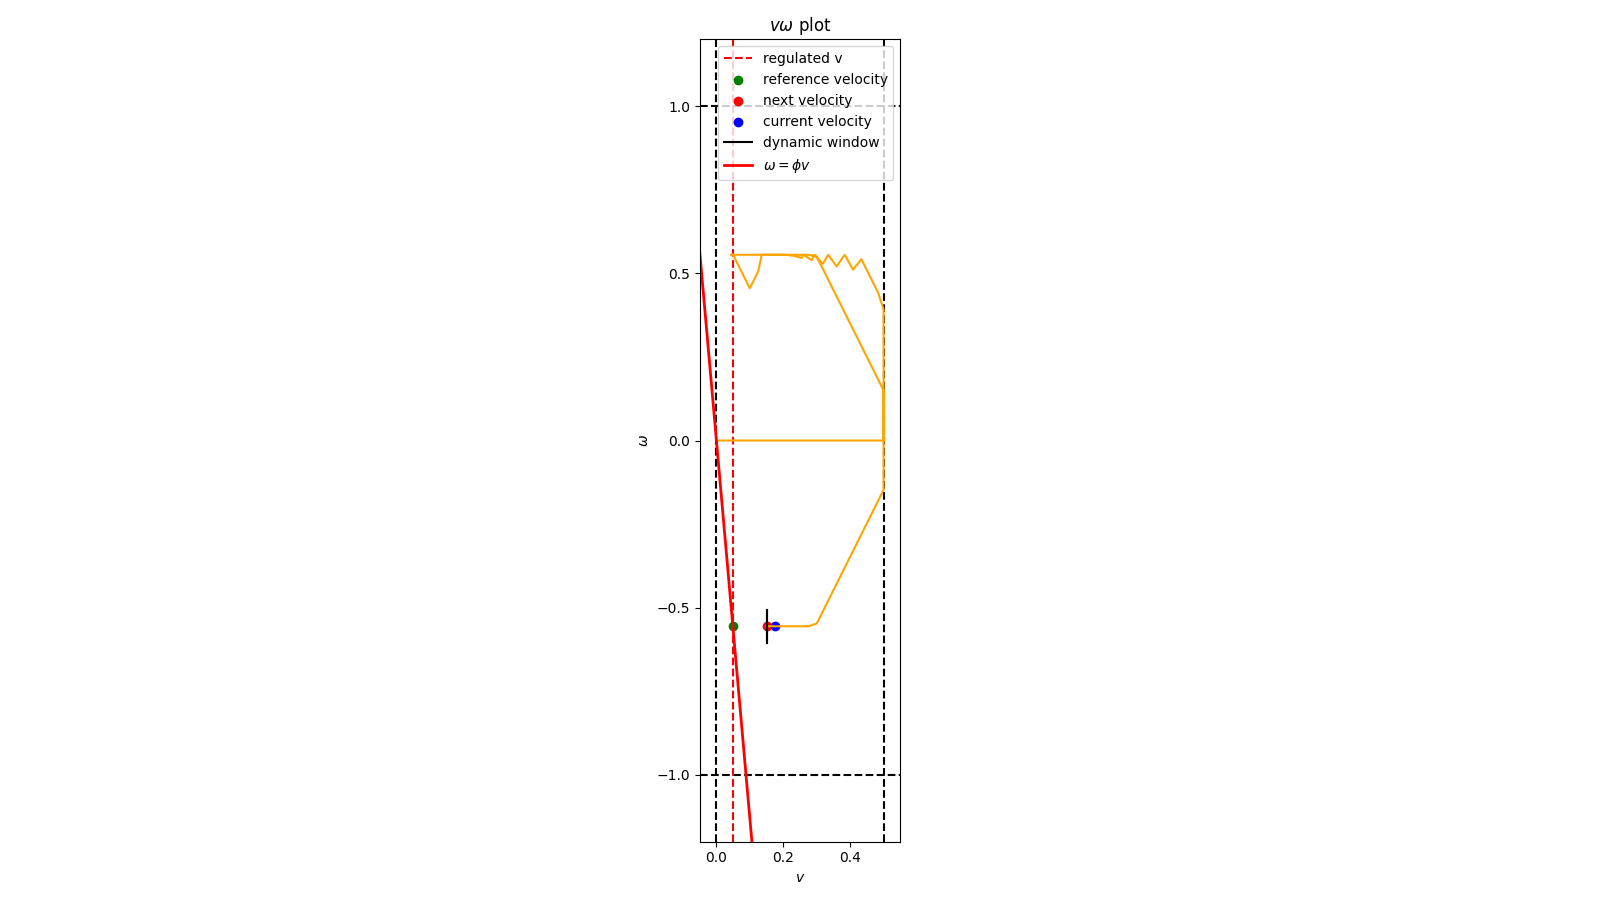 vω plot
regulated v
reference velocity
next velocity
current velocity
dynamic window
ω = ϕv
1.0
0.5
0.0
−0.5
−1.0
ω
0.0 0.2 0.4
v